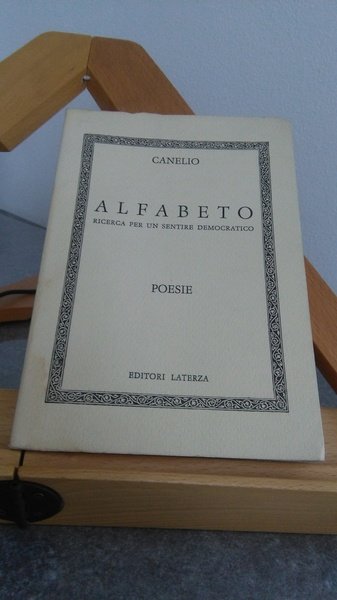 CANELIO
ALFABETO
RICERCA PER UN SENTIRE DEMOCRATICO
POESIE
EDITORI LATERZA